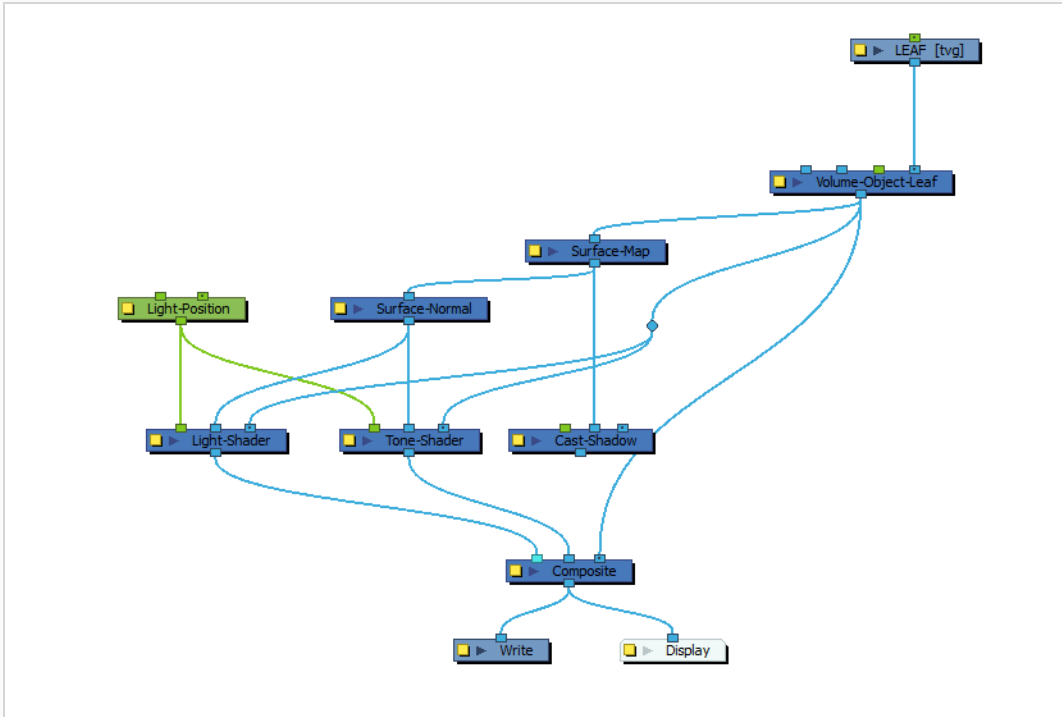 LEAF [tvg]
Volume-Object-Leaf
Surface-Map
Light-Position
Surface-Normal
Light-Shader
Tone-Shader
Cast-Shadow
Composite
Write
Display